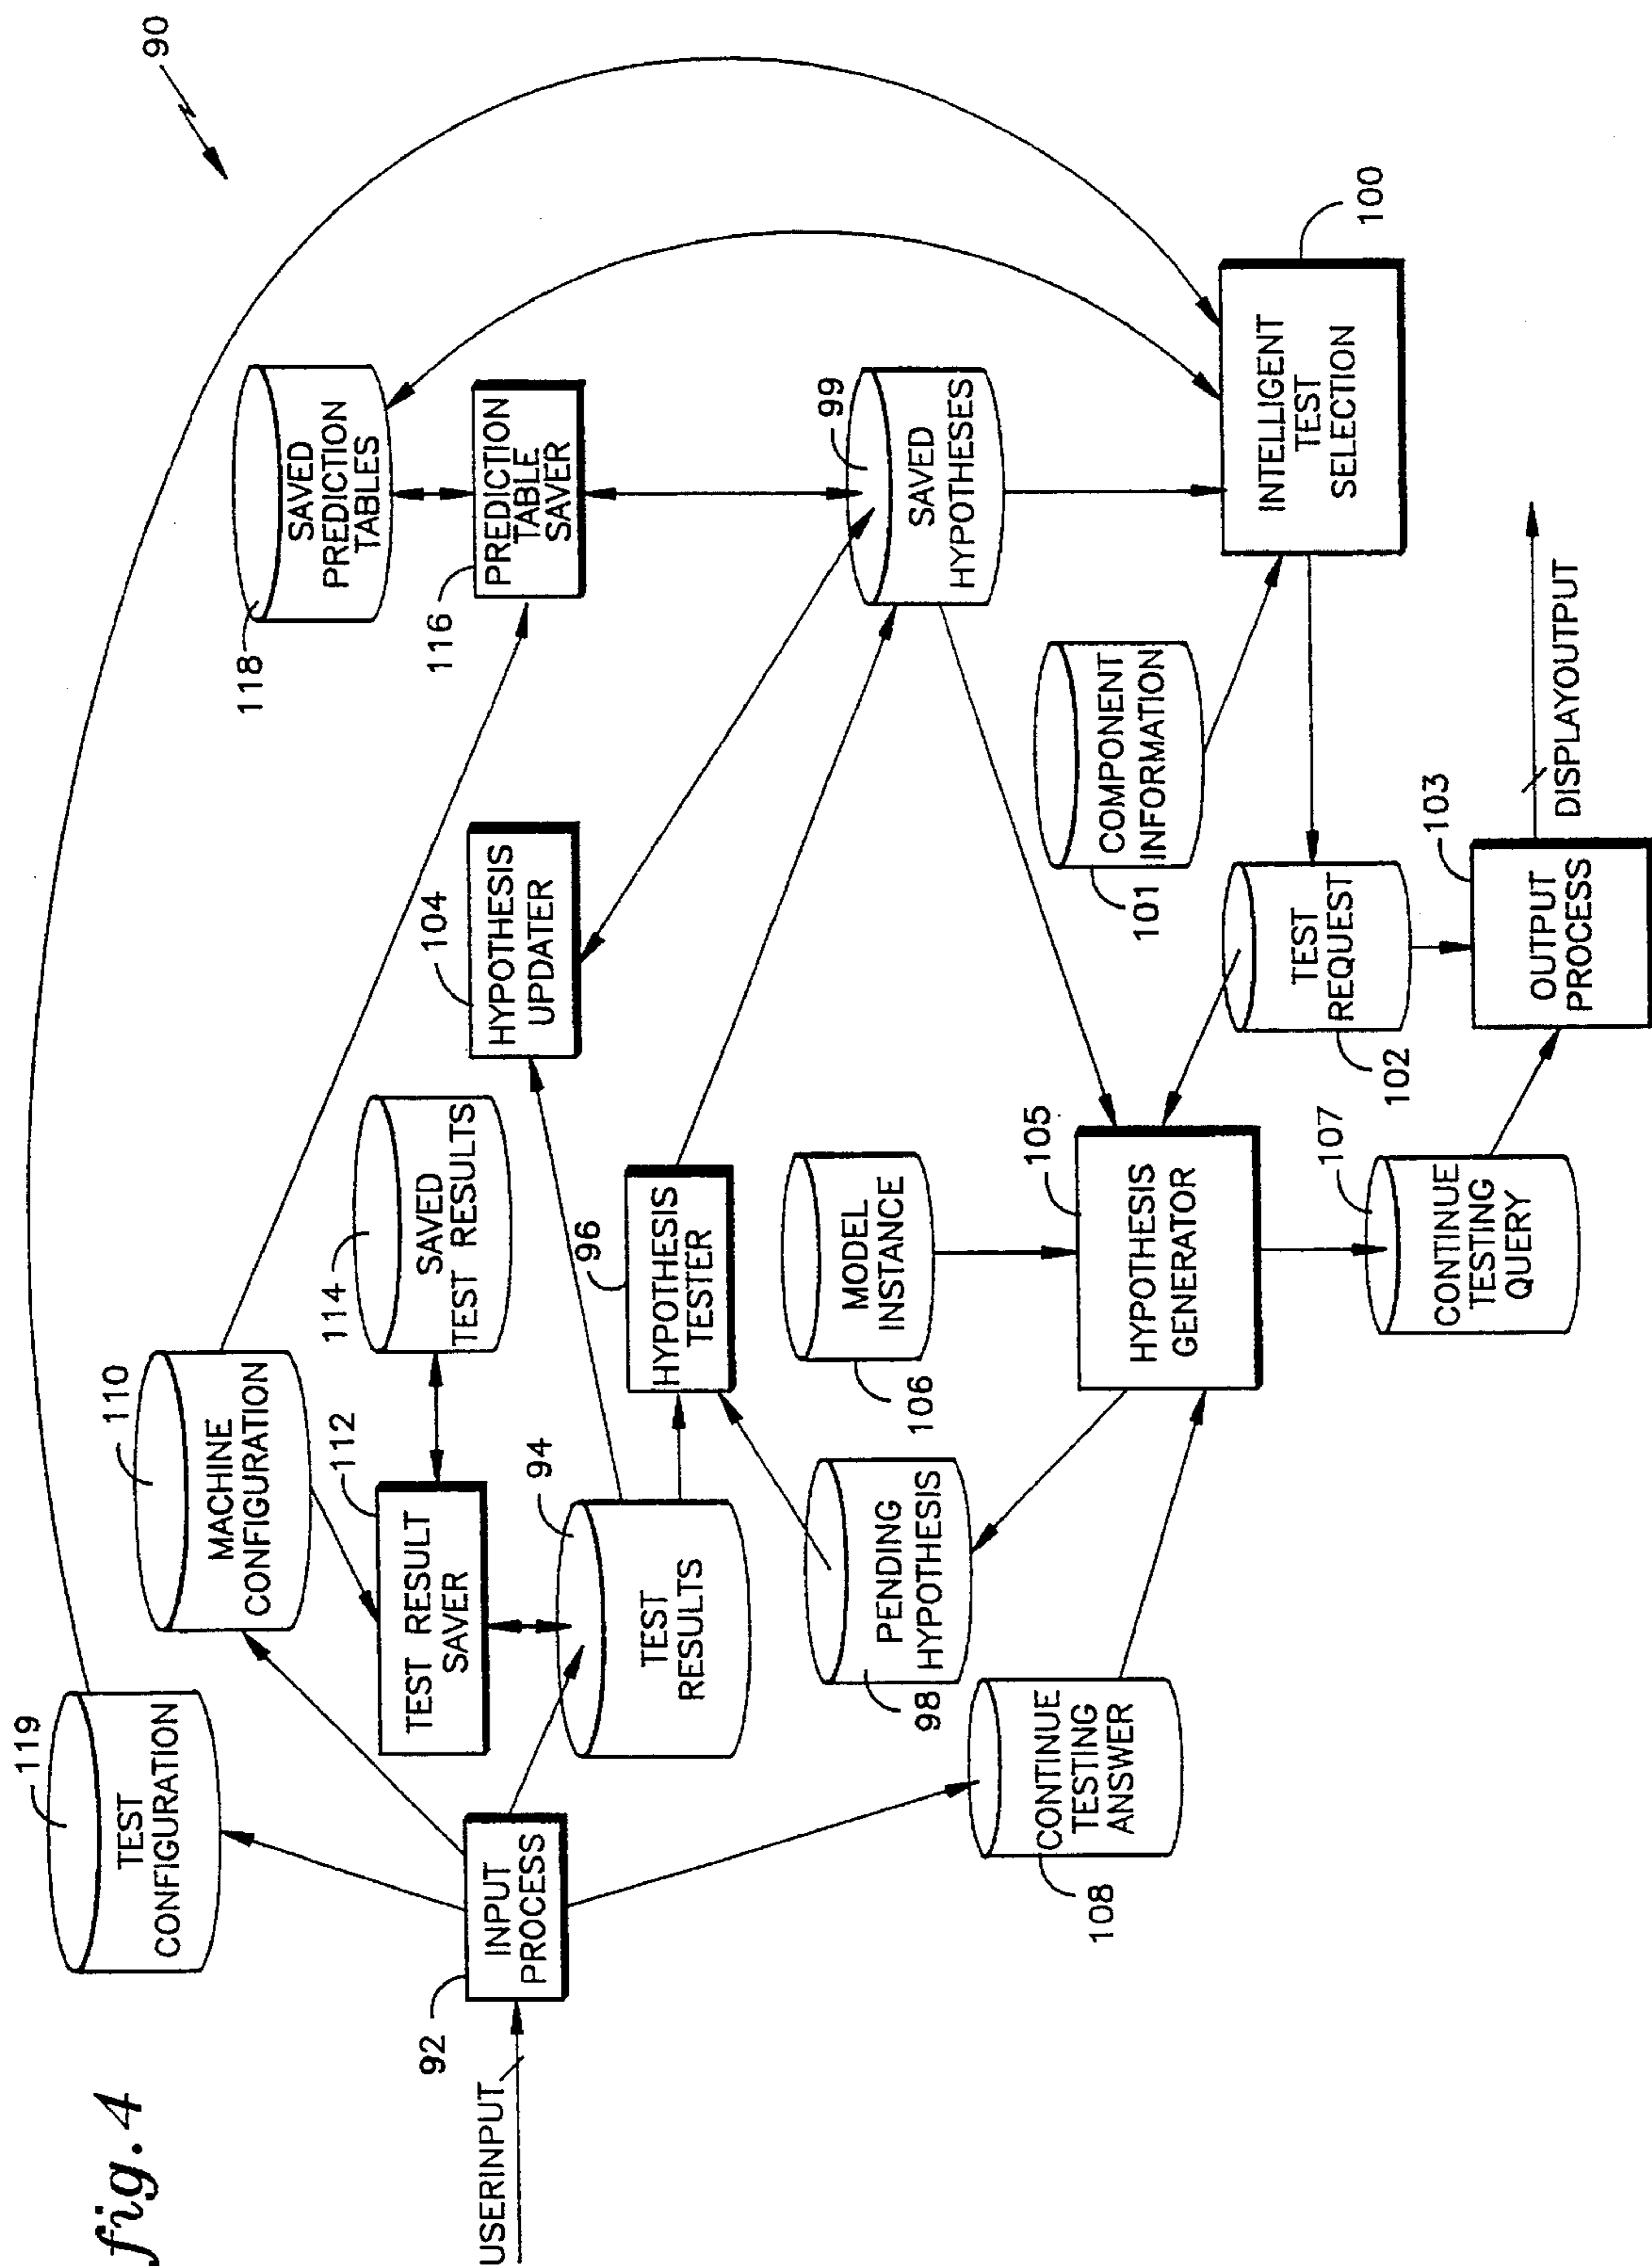 fig.4
90
119
TEST
CONFIGURATION
110
MACHINE
CONFIGURATION
118
SAVED
PREDICTION
TABLES
112
TEST RESULT
SAVER
114
SAVED
TEST RESULTS
104
HYPOTHESIS
UPDATER
116
PREDICTION
TABLE
SAVER
USERINPUT
92
INPUT
PROCESS
94
TEST
RESULTS
96
HYPOTHESIS
TESTER
99
SAVED
HYPOTHESES
98
PENDING
HYPOTHESIS
106
MODEL
INSTANCE
101
COMPONENT
INFORMATION
108
CONTINUE
TESTING
ANSWER
105
HYPOTHESIS
GENERATOR
102
TEST
REQUEST
100
INTELLIGENT
TEST
SELECTION
107
CONTINUE
TESTING
QUERY
103
OUTPUT
PROCESS
DISPLAYOUTPUT